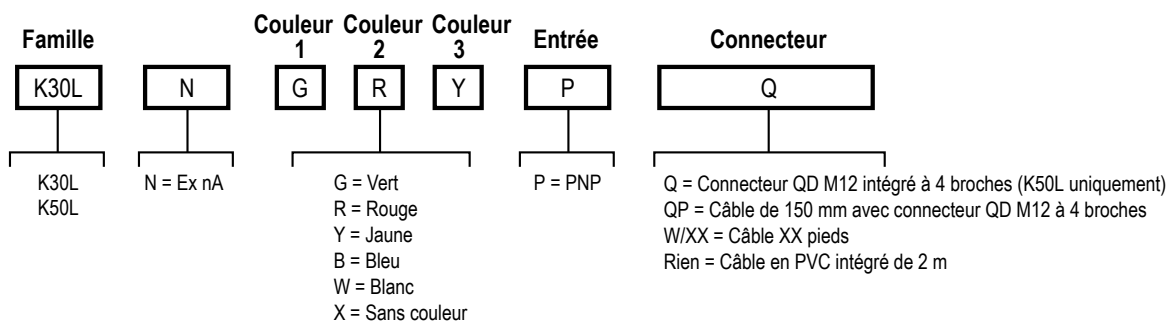 Famille
Couleur 1
Couleur 2
Couleur 3
Entrée
Connecteur
K30L
N
G
R
Y
P
Q
K30L
K50L
N = Ex nA
G = Vert
R = Rouge
Y = Jaune
B = Bleu
W = Blanc
X = Sans couleur
P = PNP
Q = Connecteur QD M12 intégré à 4 broches (K50L uniquement)
QP = Câble de 150 mm avec connecteur QD M12 à 4 broches
W/XX = Câble XX pieds
Rien = Câble en PVC intégré de 2 m